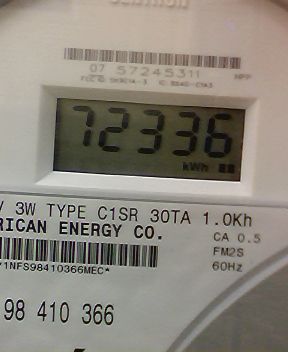 07 57245311
72336
kWh
V 3W TYPE C1SR 30TA 1.0Kh
RICAN ENERGY CO.
CA 0.5
FM2S
60Hz
*1NFS98410366MEC*
98 410 366